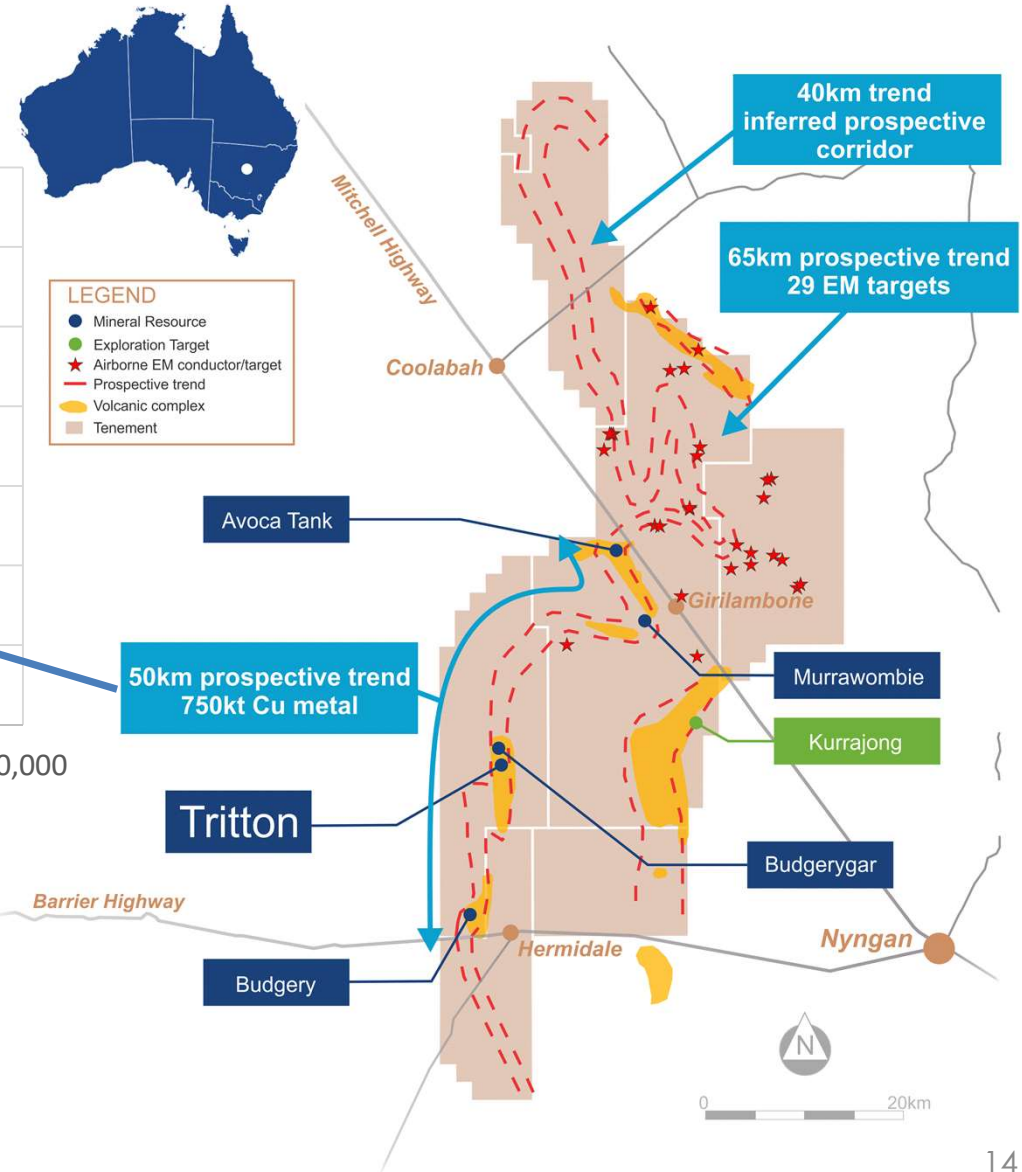 40km trend
inferred prospective
corridor
Mitchell Highway
65km prospective trend
29 EM targets
LEGEND
Mineral Resource
Exploration Target
Airborne EM conductor/target
Prospective trend
Volcanic complex
Tenement
Coolabah
Avoca Tank
Girilambone
50km prospective trend
750kt Cu metal
Murrawombie
Kurrajong
0,000
Tritton
Budgerygar
Barrier Highway
Hermidale
Nyngan
Budgery
N
0 20km
14